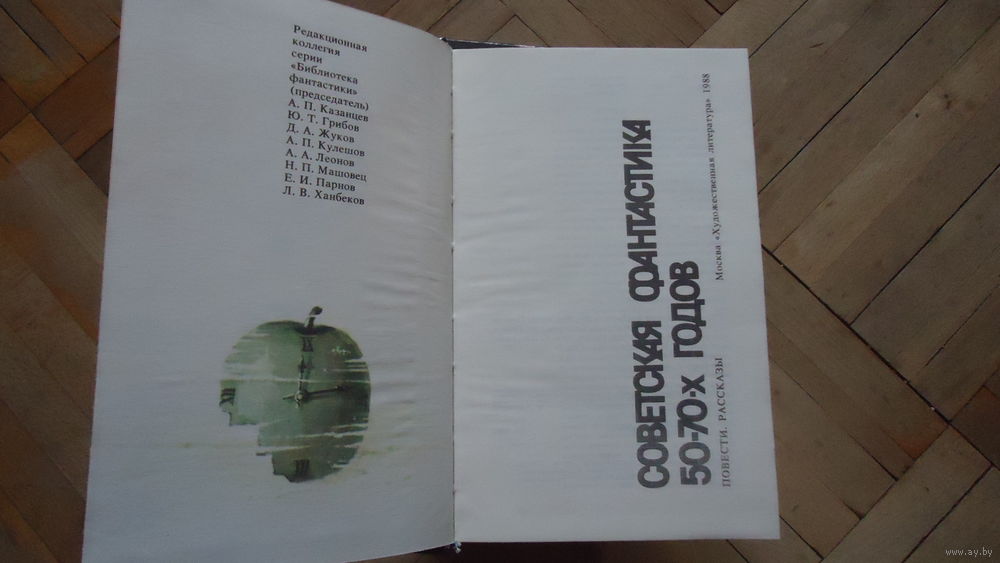 Редакционная
коллегия
серии
«Библиотека
фантастики»
(председатель)
А. П. Казанцев
Ю. Т. Грибов
Д. А. Жуков
А. П. Кулешов
А. А. Леонов
Н. П. Машовец
Е. И. Парнов
Л. В. Ханбеков
СОВЕТСКАЯ ФАНТАСТИКА
50-70-х ГОДОВ
ПОВЕСТИ. РАССКАЗЫ
Москва «Художественная литература» 1988
www.ay.by